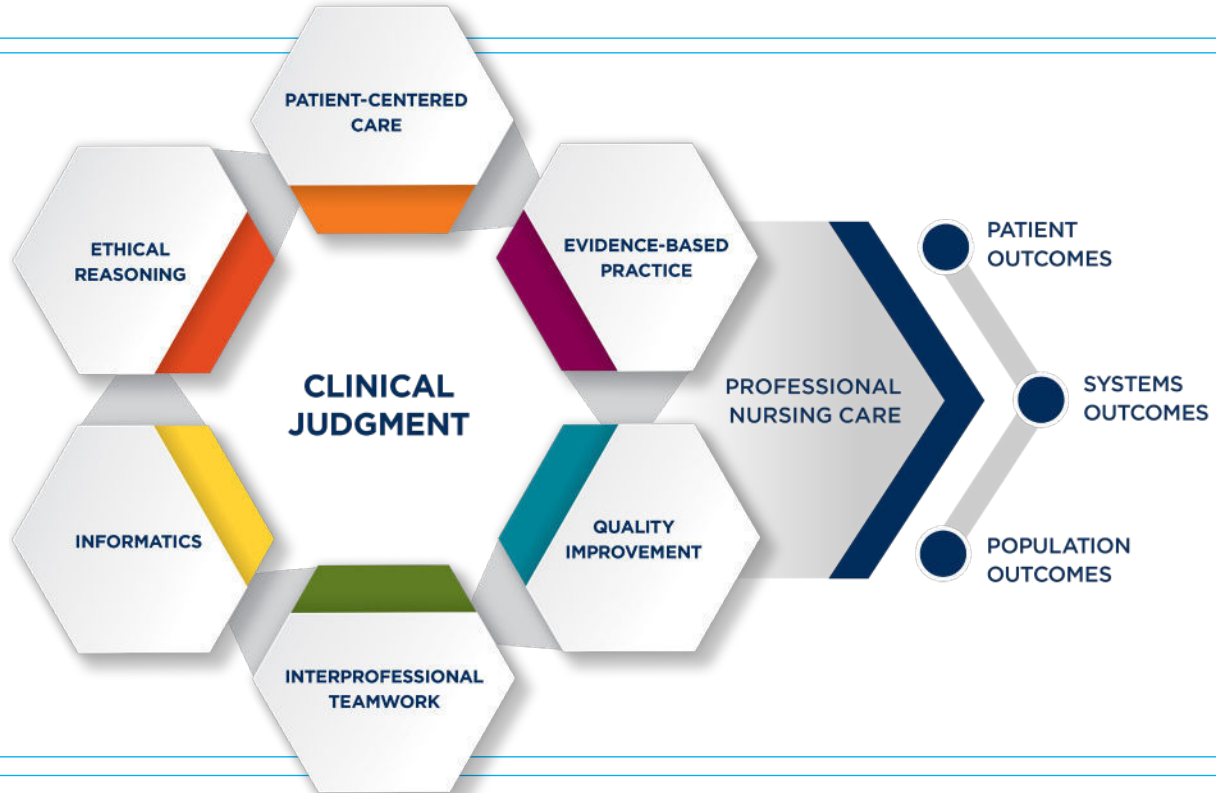 PATIENT-CENTERED
CARE
ETHICAL
REASONING
EVIDENCE-BASED
PRACTICE
CLINICAL
JUDGMENT
INFORMATICS
QUALITY
IMPROVEMENT
INTERPROFESSIONAL
TEAMWORK
PROFESSIONAL
NURSING CARE
PATIENT
OUTCOMES
SYSTEMS
OUTCOMES
POPULATION
OUTCOMES